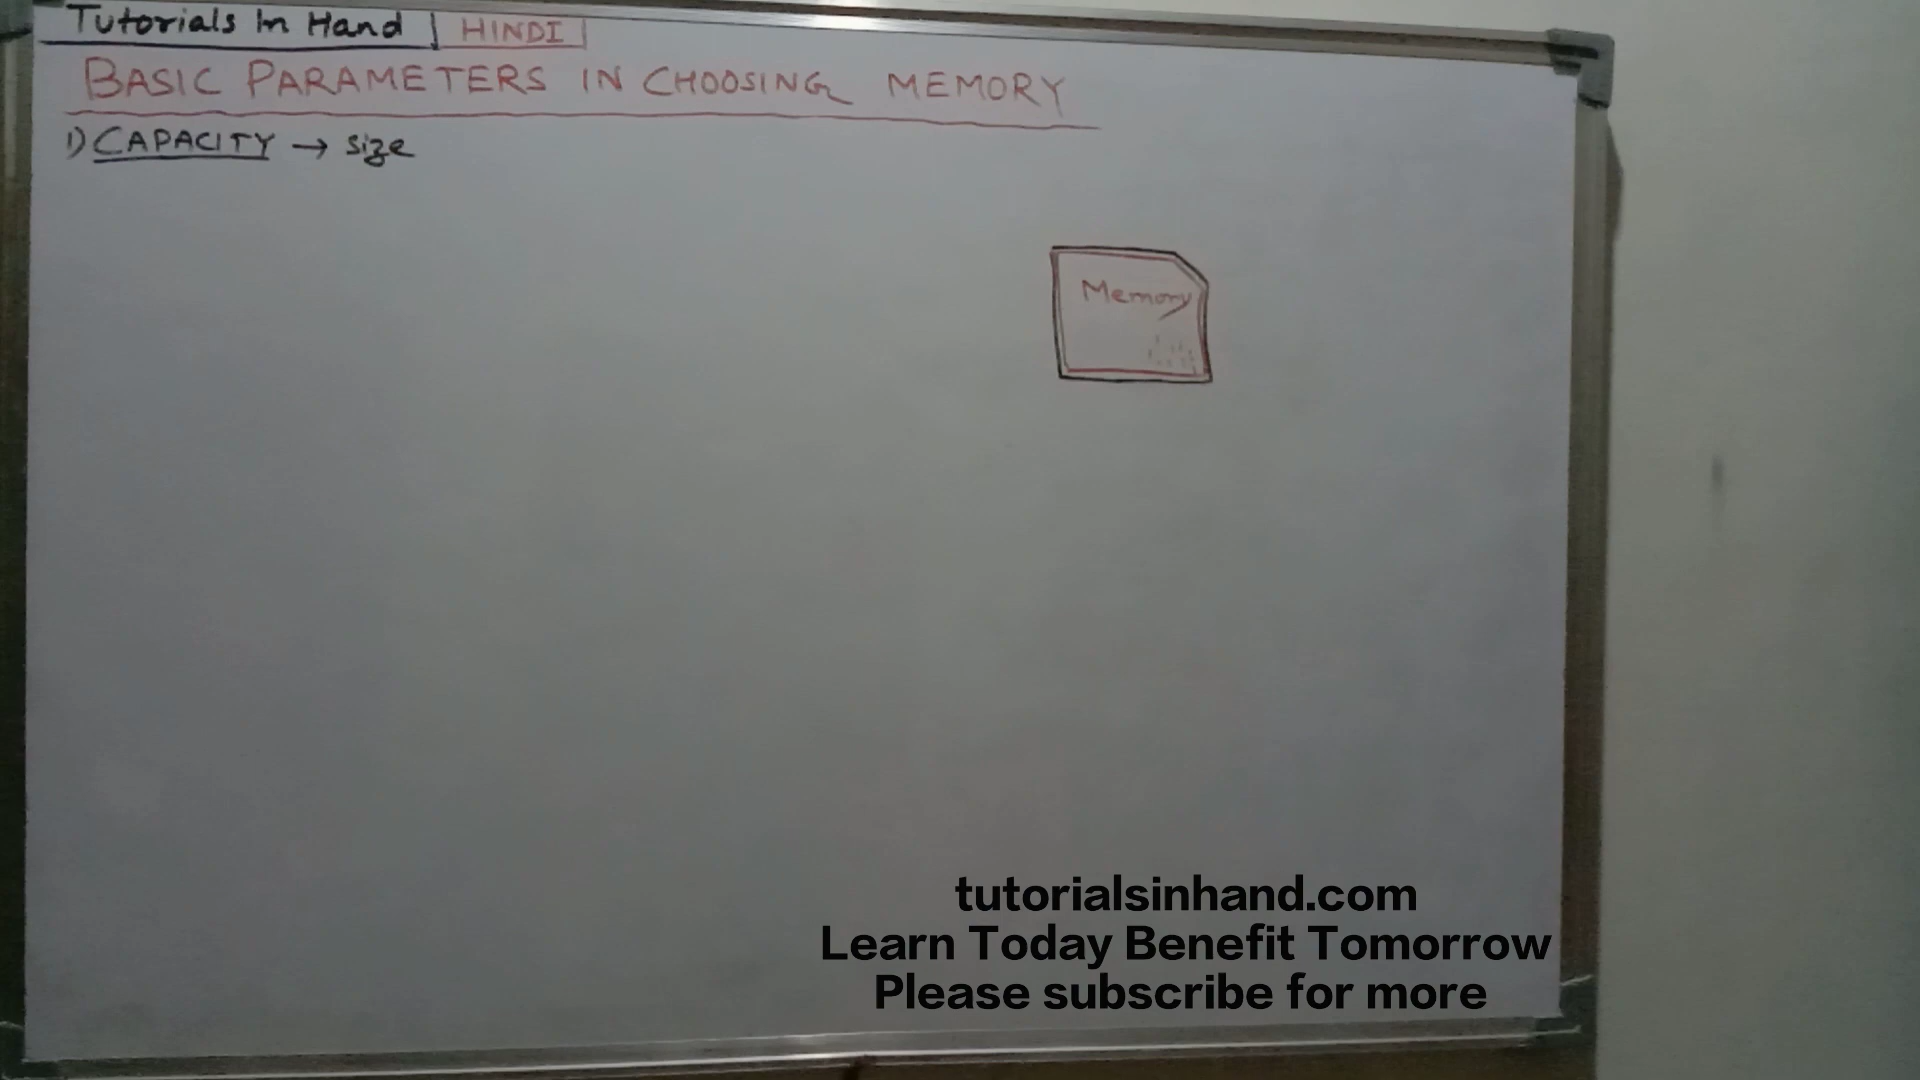 Tutorials In Hand | HINDI
BASIC PARAMETERS IN CHOOSING MEMORY
1) CAPACITY → size
Memory
tutorialsinhand.com
Learn Today Benefit Tomorrow
Please subscribe for more